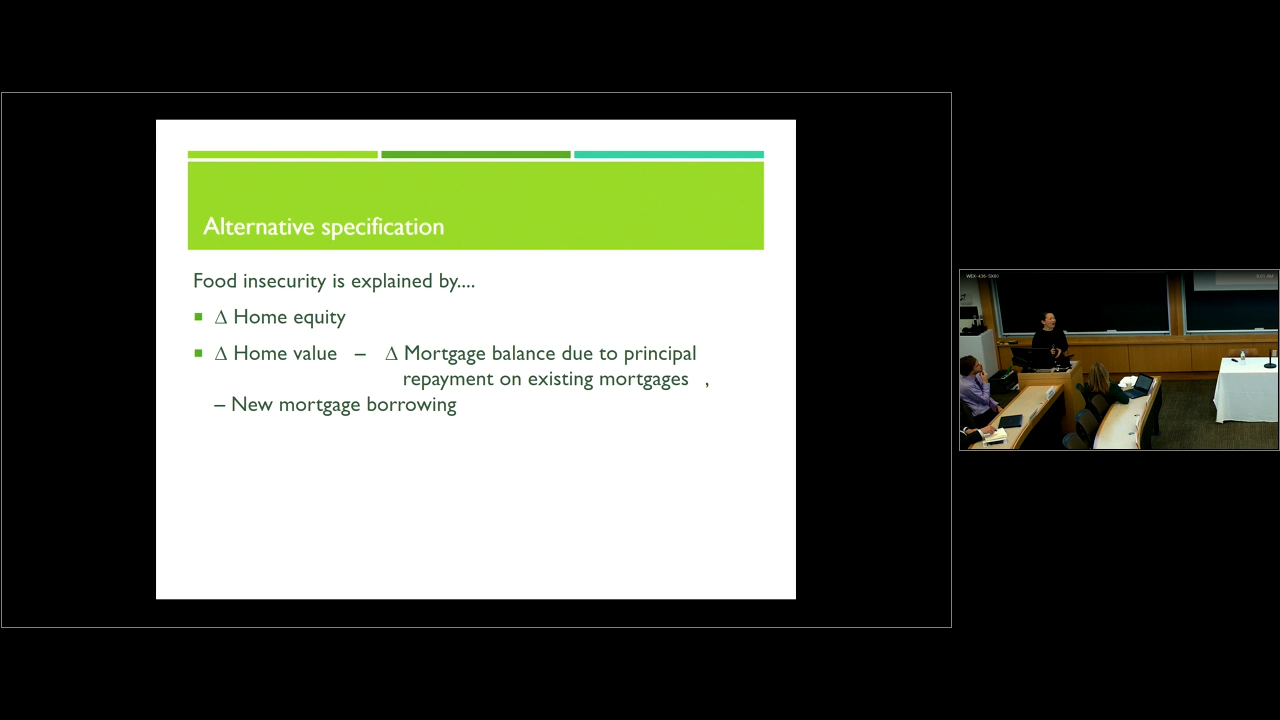 Alternative specification
Food insecurity is explained by....
∆ Home equity
∆ Home value – ∆ Mortgage balance due to principal
repayment on existing mortgages ,
– New mortgage borrowing